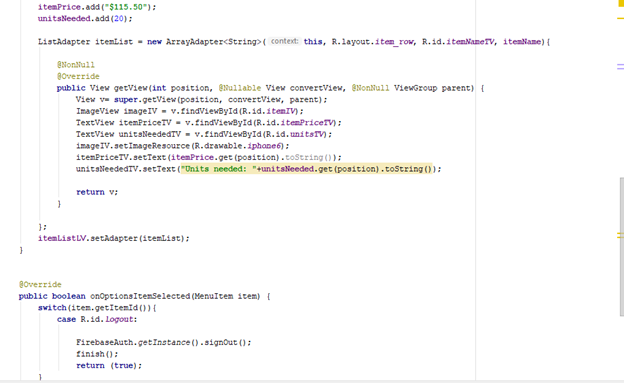 itemPrice.add("$115.50");
unitsNeeded.add(20);
ListAdapter itemList = new ArrayAdapter<String>( context: this, R.layout.item_row, R.id.itemNameTV, itemName){
@NonNull
@Override
public View getView(int position, @Nullable View convertView, @NonNull ViewGroup parent) {
View v= super.getView(position, convertView, parent);
ImageView imageIV = v.findViewById(R.id.itemIV);
TextView itemPriceTV = v.findViewById(R.id.itemPriceTV);
TextView unitsNeededTV = v.findViewById(R.id.unitsTV);
imageIV.setImageResource(R.drawable.iphone6);
itemPriceTV.setText(itemPrice.get(position).toString());
unitsNeededTV.setText("Units needed: "+unitsNeeded.get(position).toString());
return v;
}
};
itemListLV.setAdapter(itemList);
}
@Override
public boolean onOptionsItemSelected(MenuItem item) {
switch(item.getItemId()){
case R.id.Logout:
FirebaseAuth.getInstance().signOut();
finish();
return (true);
}